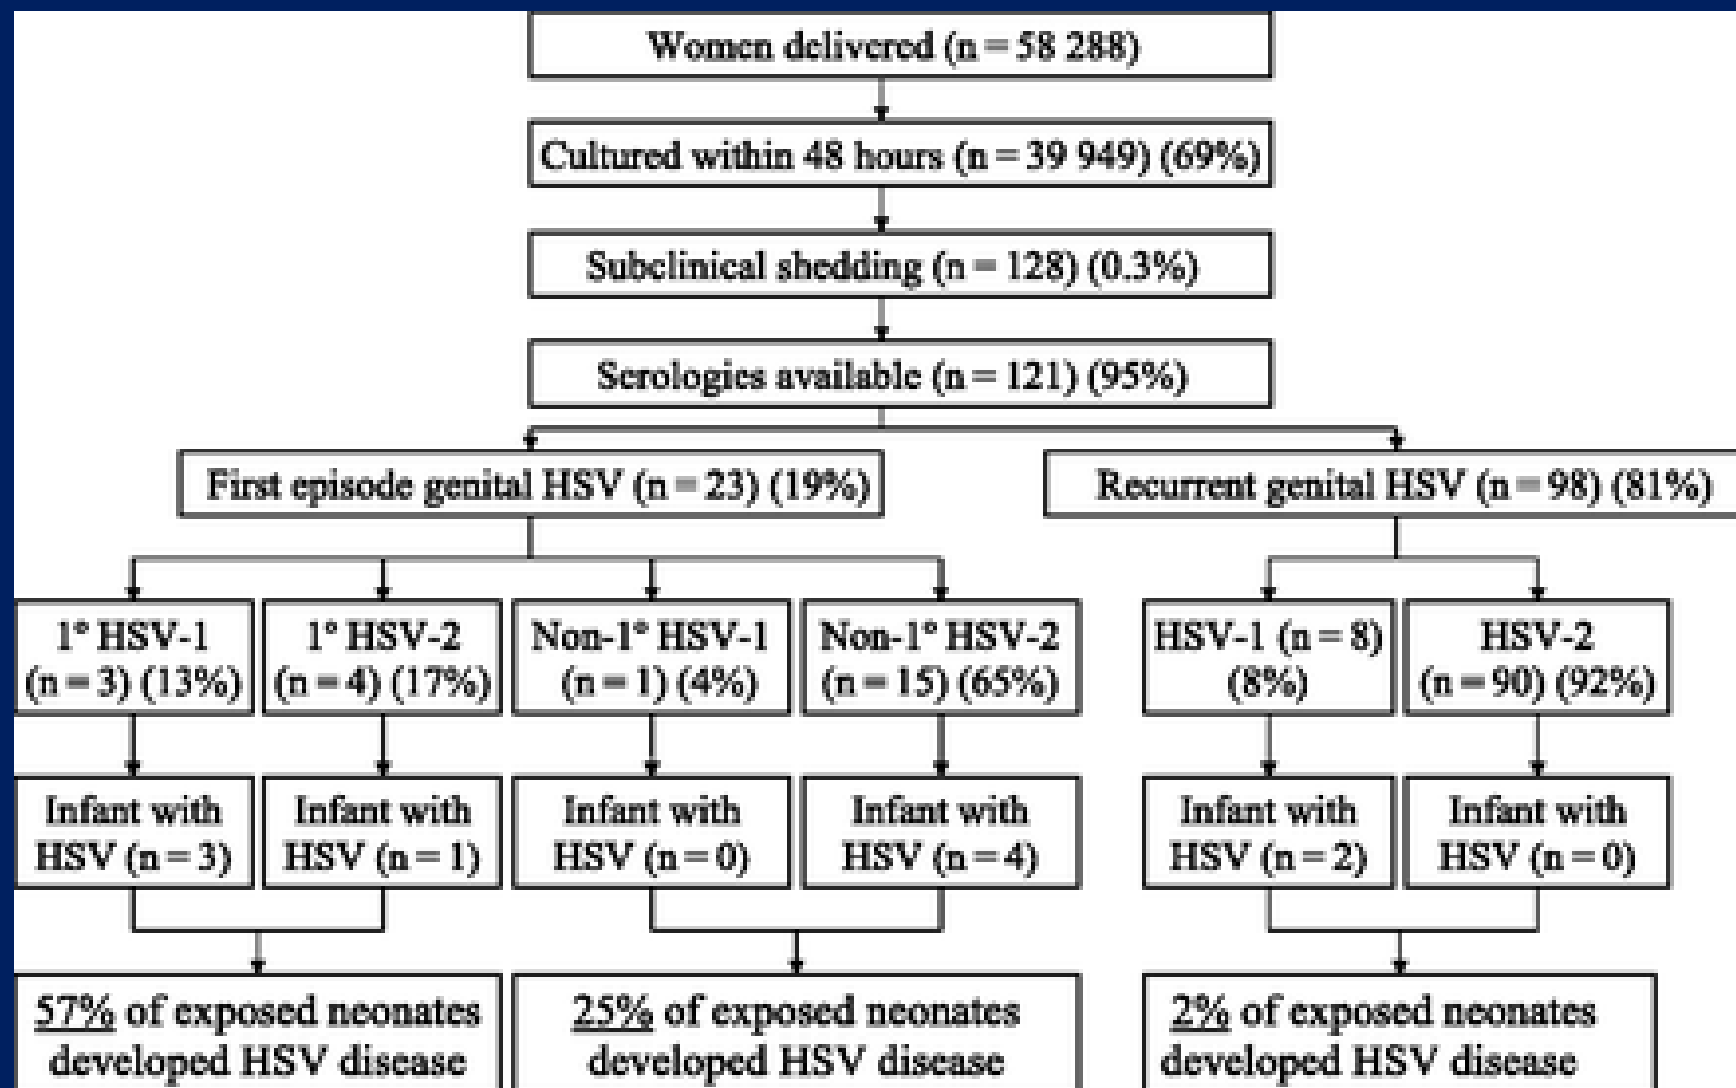 Women delivered (n = 58 288)
Cultured within 48 hours (n = 39 949) (69%)
Subclinical shedding (n = 128) (0.3%)
Serologies available (n = 121) (95%)
First episode genital HSV (n = 23) (19%)
Recurrent genital HSV (n = 98) (81%)
1° HSV-1
(n = 3) (13%)
1° HSV-2
(n = 4) (17%)
Non-1° HSV-1
(n = 1) (4%)
Non-1° HSV-2
(n = 15) (65%)
HSV-1 (n = 8)
(8%)
HSV-2
(n = 90) (92%)
Infant with
HSV (n = 3)
Infant with
HSV (n = 1)
Infant with
HSV (n = 0)
Infant with
HSV (n = 4)
Infant with
HSV (n = 2)
Infant with
HSV (n = 0)
57% of exposed neonates
developed HSV disease
25% of exposed neonates
developed HSV disease
2% of exposed neonates
developed HSV disease